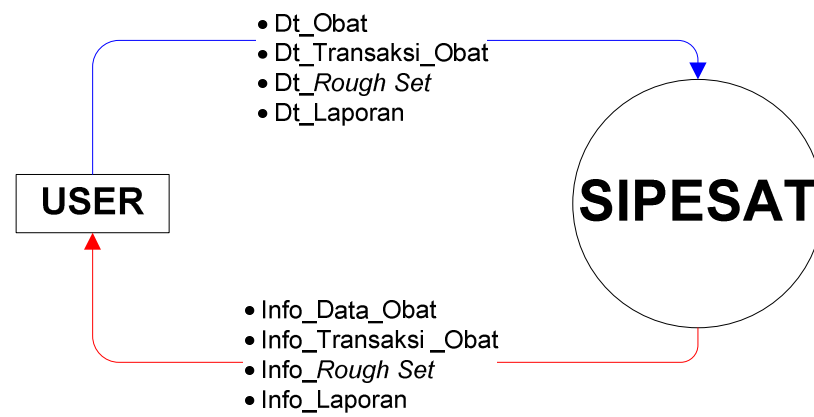 • Dt_Obat
• Dt_Transaksi_Obat
• Dt_Rough Set
• Dt_Laporan
USER
SIPESAT
• Info_Data_Obat
• Info_Transaksi _Obat
• Info_Rough Set
• Info_Laporan